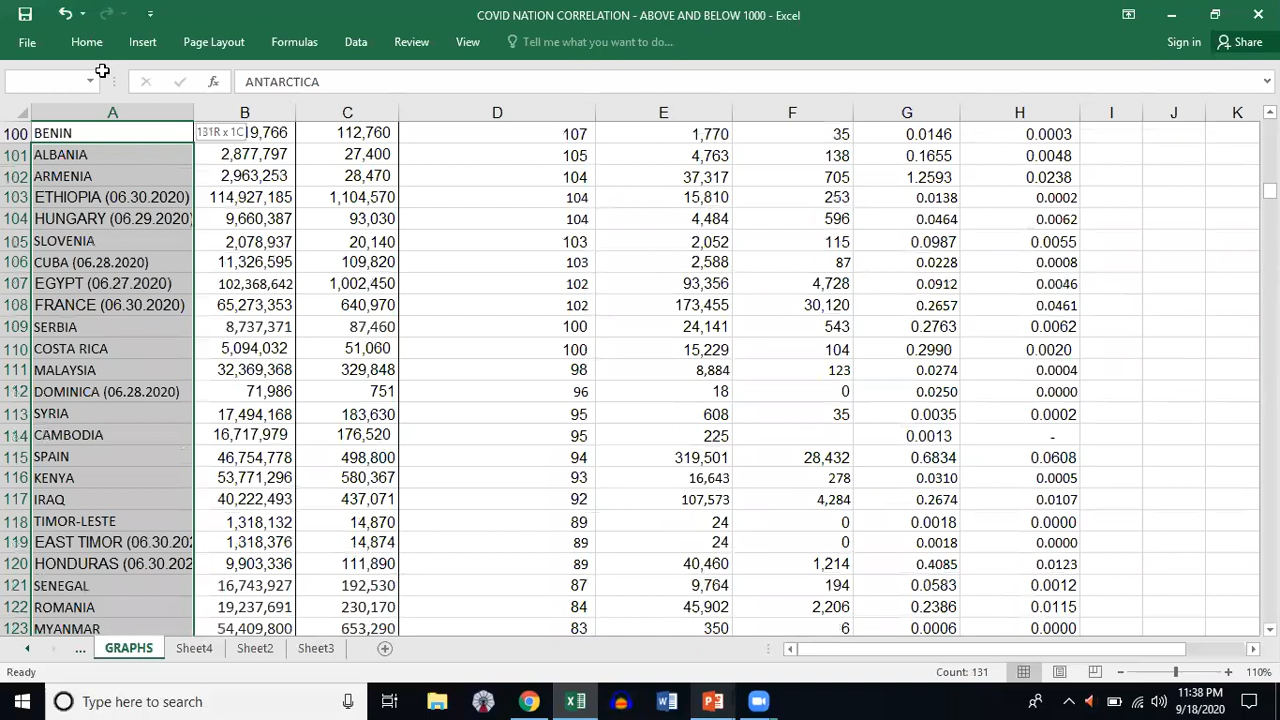 COVID NATION CORRELATION - ABOVE AND BELOW 1000 - Excel
File Home Insert Page Layout Formulas Data Review View Tell me what you want to do... Sign in Share
fx ANTARCTICA
A B C D E F G H I J K
100 BENIN 131R x 1C 19,766 112,760 107 1,770 35 0.0146 0.0003
101 ALBANIA 2,877,797 27,400 105 4,763 138 0.1655 0.0048
102 ARMENIA 2,963,253 28,470 104 37,317 705 1.2593 0.0238
103 ETHIOPIA (06.30.2020) 114,927,185 1,104,570 104 15,810 253 0.0138 0.0002
104 HUNGARY (06.29.2020) 9,660,387 93,030 104 4,484 596 0.0464 0.0062
105 SLOVENIA 2,078,937 20,140 103 2,052 115 0.0987 0.0055
106 CUBA (06.28.2020) 11,326,595 109,820 103 2,588 87 0.0228 0.0008
107 EGYPT (06.27.2020) 102,368,642 1,002,450 102 93,356 4,728 0.0912 0.0046
108 FRANCE (06.30.2020) 65,273,353 640,970 102 173,455 30,120 0.2657 0.0461
109 SERBIA 8,737,371 87,460 100 24,141 543 0.2763 0.0062
110 COSTA RICA 5,094,032 51,060 100 15,229 104 0.2990 0.0020
111 MALAYSIA 32,369,368 329,848 98 8,884 123 0.0274 0.0004
112 DOMINICA (06.28.2020) 71,986 751 96 18 0 0.0250 0.0000
113 SYRIA 17,494,168 183,630 95 608 35 0.0035 0.0002
114 CAMBODIA 16,717,979 176,520 95 225 0.0013 -
115 SPAIN 46,754,778 498,800 94 319,501 28,432 0.6834 0.0608
116 KENYA 53,771,296 580,367 93 16,643 278 0.0310 0.0005
117 IRAQ 40,222,493 437,071 92 107,573 4,284 0.2674 0.0107
118 TIMOR-LESTE 1,318,132 14,870 89 24 0 0.0018 0.0000
119 EAST TIMOR (06.30.202 1,318,376 14,874 89 24 0 0.0018 0.0000
120 HONDURAS (06.30.202 9,903,336 111,890 89 40,460 1,214 0.4085 0.0123
121 SENEGAL 16,743,927 192,530 87 9,764 194 0.0583 0.0012
122 ROMANIA 19,237,691 230,170 84 45,902 2,206 0.2386 0.0115
123 MYANMAR 54,409,800 653,290 83 350 6 0.0006 0.0000
... GRAPHS Sheet4 Sheet2 Sheet3
Ready Count: 131 110%
Type here to search 11:38 PM
9/18/2020